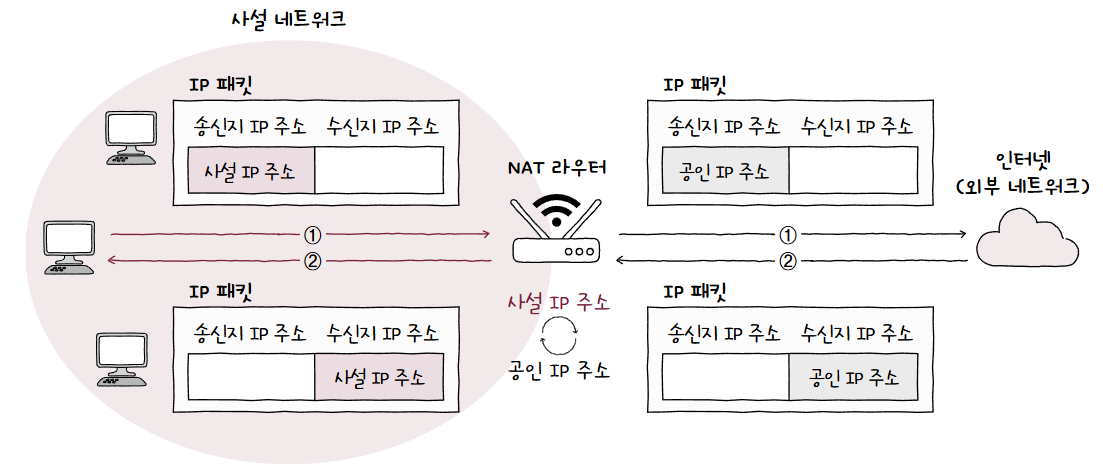 사설 네트워크
IP 패킷
송신지 IP 주소 수신지 IP 주소
사설 IP 주소
IP 패킷
송신지 IP 주소 수신지 IP 주소
공인 IP 주소
NAT 라우터
인터넷
(외부 네트워크)
① ①
② ②
IP 패킷
송신지 IP 주소 수신지 IP 주소
사설 IP 주소
사설 IP 주소
공인 IP 주소
IP 패킷
송신지 IP 주소 수신지 IP 주소
공인 IP 주소